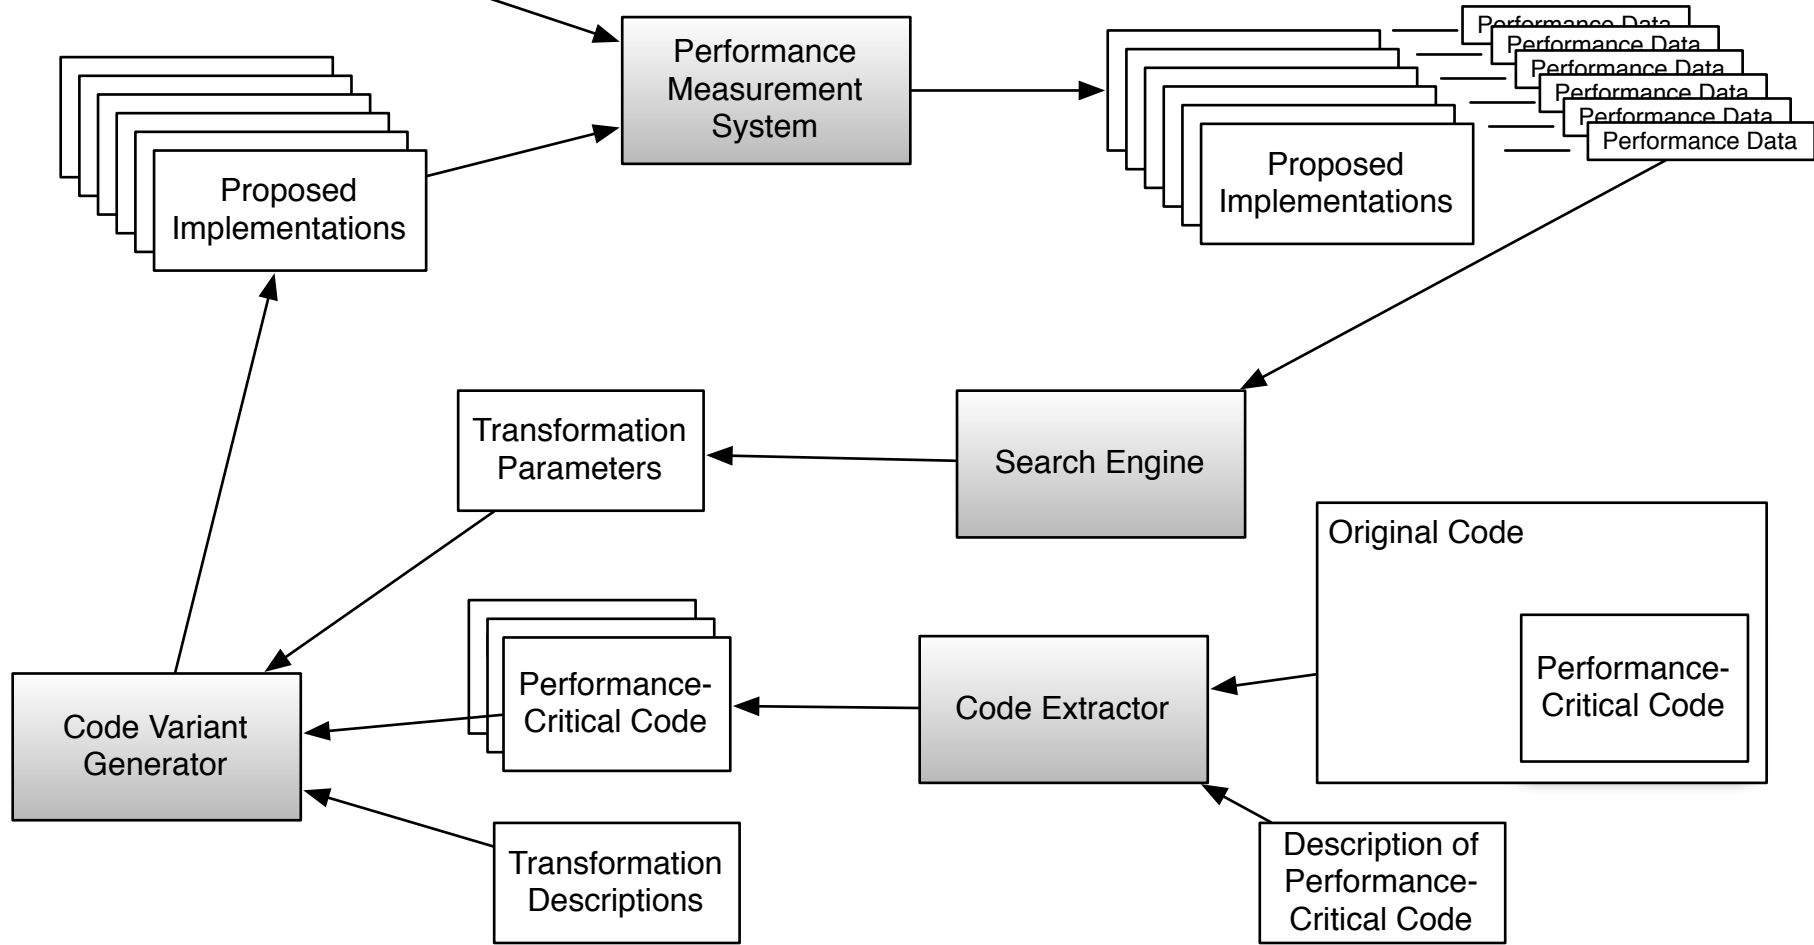 Performance
Measurement
System
Performance Data
Performance Data
Performance Data
Performance Data
Performance Data
Performance Data
Proposed
Implementations
Proposed
Implementations
Transformation
Parameters
Search Engine
Original Code
Performance-
Critical Code
Code Extractor
Performance-
Critical Code
Code Variant
Generator
Transformation
Descriptions
Description of
Performance-
Critical Code